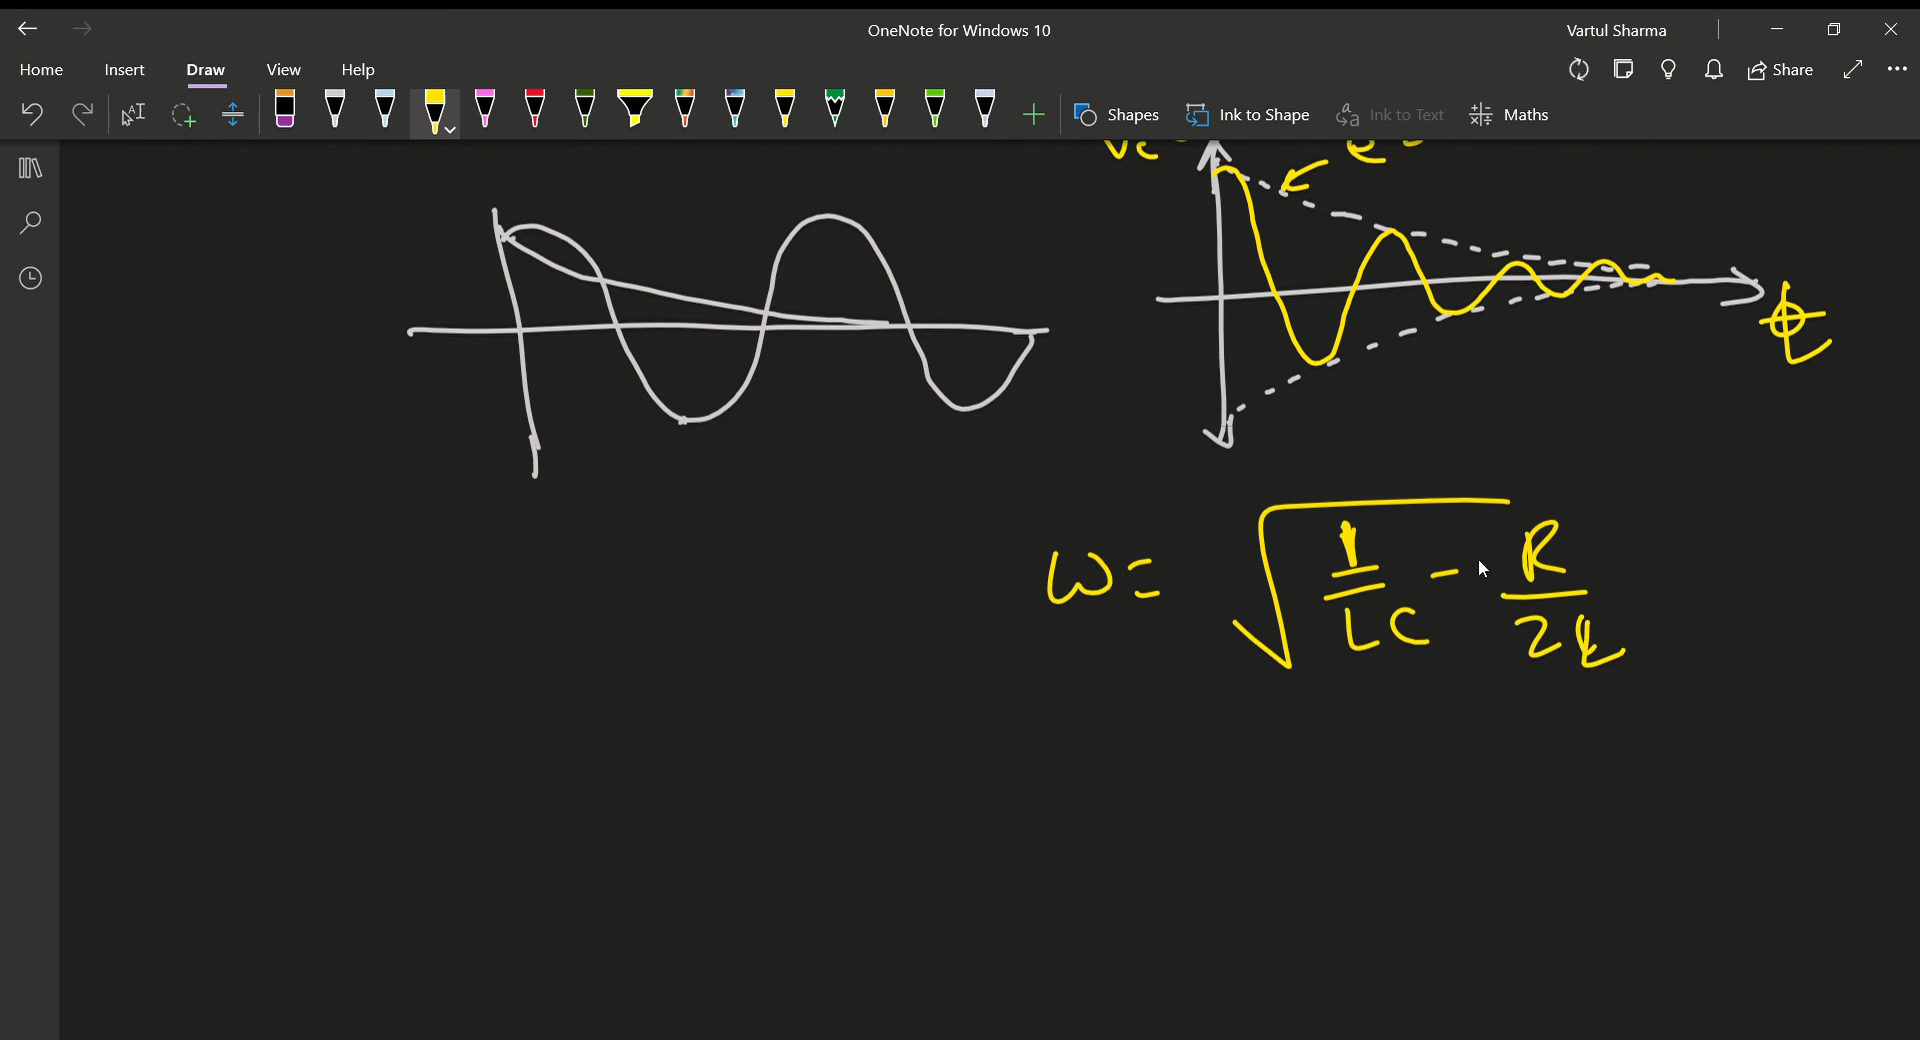 OneNote for Windows 10
Vartul Sharma
Home Insert Draw View Help
Share
Shapes Ink to Shape Ink to Text Maths
Vc
e
t
ω = √ 1/LC - R/2L